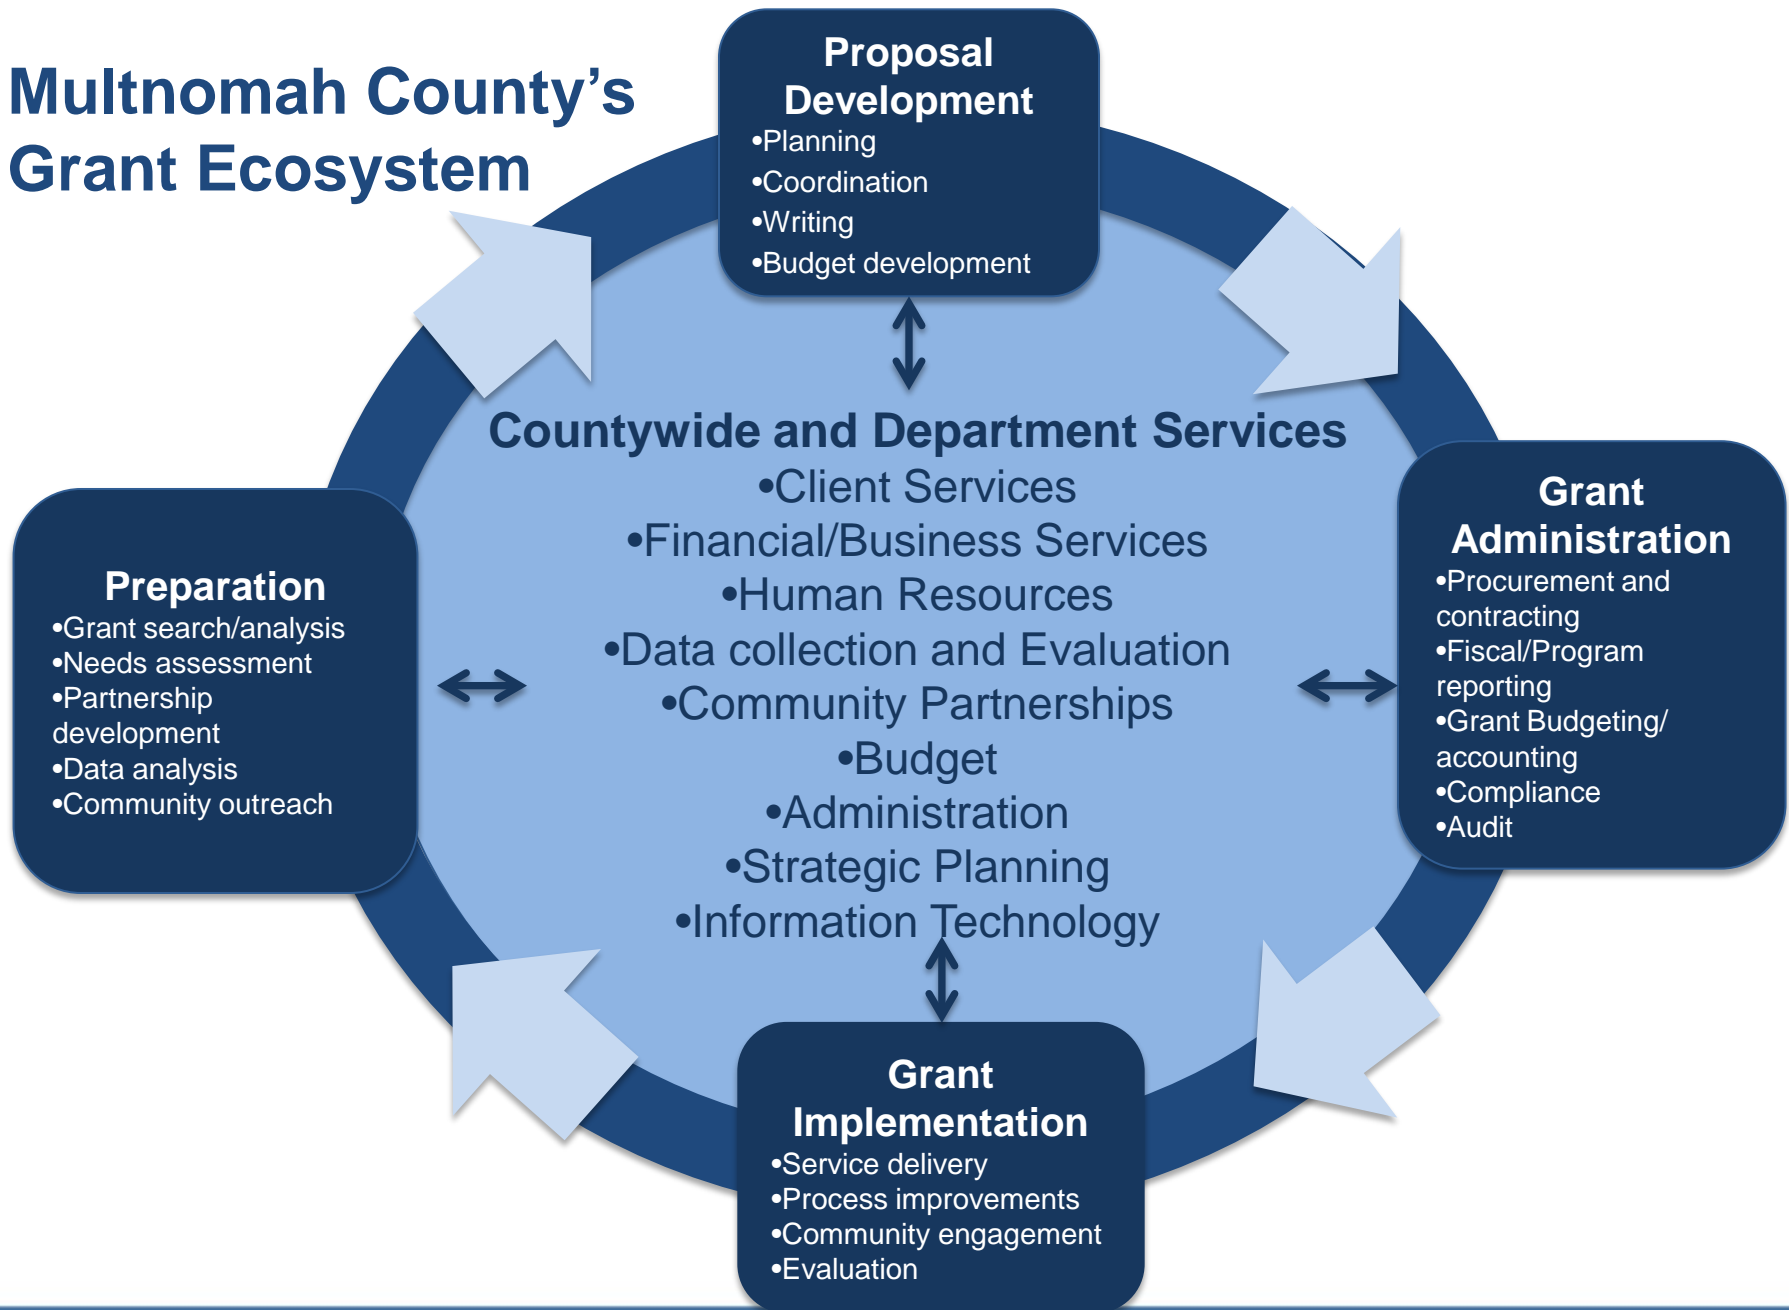 Multnomah County’s
Grant Ecosystem
Proposal
Development
•Planning
•Coordination
•Writing
•Budget development
Countywide and Department Services
•Client Services
•Financial/Business Services
•Human Resources
•Data collection and Evaluation
•Community Partnerships
•Budget
•Administration
•Strategic Planning
•Information Technology
Preparation
•Grant search/analysis
•Needs assessment
•Partnership
development
•Data analysis
•Community outreach
Grant
Administration
•Procurement and
contracting
•Fiscal/Program
reporting
•Grant Budgeting/
accounting
•Compliance
•Audit
Grant
Implementation
•Service delivery
•Process improvements
•Community engagement
•Evaluation